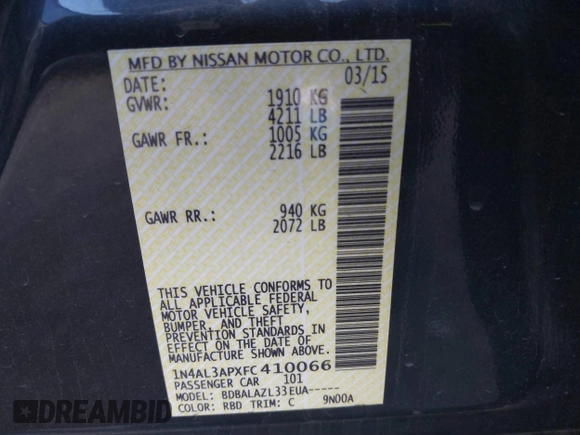 MFD BY NISSAN MOTOR CO., LTD.
DATE: 03/15
GVWR: 1910 KG
4211 LB
GAWR FR.: 1005 KG
2216 LB
GAWR RR.: 940 KG
2072 LB
THIS VEHICLE CONFORMS TO
ALL APPLICABLE FEDERAL
MOTOR VEHICLE SAFETY,
BUMPER, AND THEFT
PREVENTION STANDARDS IN
EFFECT ON THE DATE OF
MANUFACTURE SHOWN ABOVE.
1N4AL3APXFC410066
PASSENGER CAR 101
MODEL: BDBALAZL33EUA-----
COLOR: RBD TRIM: C 9N00A
BIDFAX